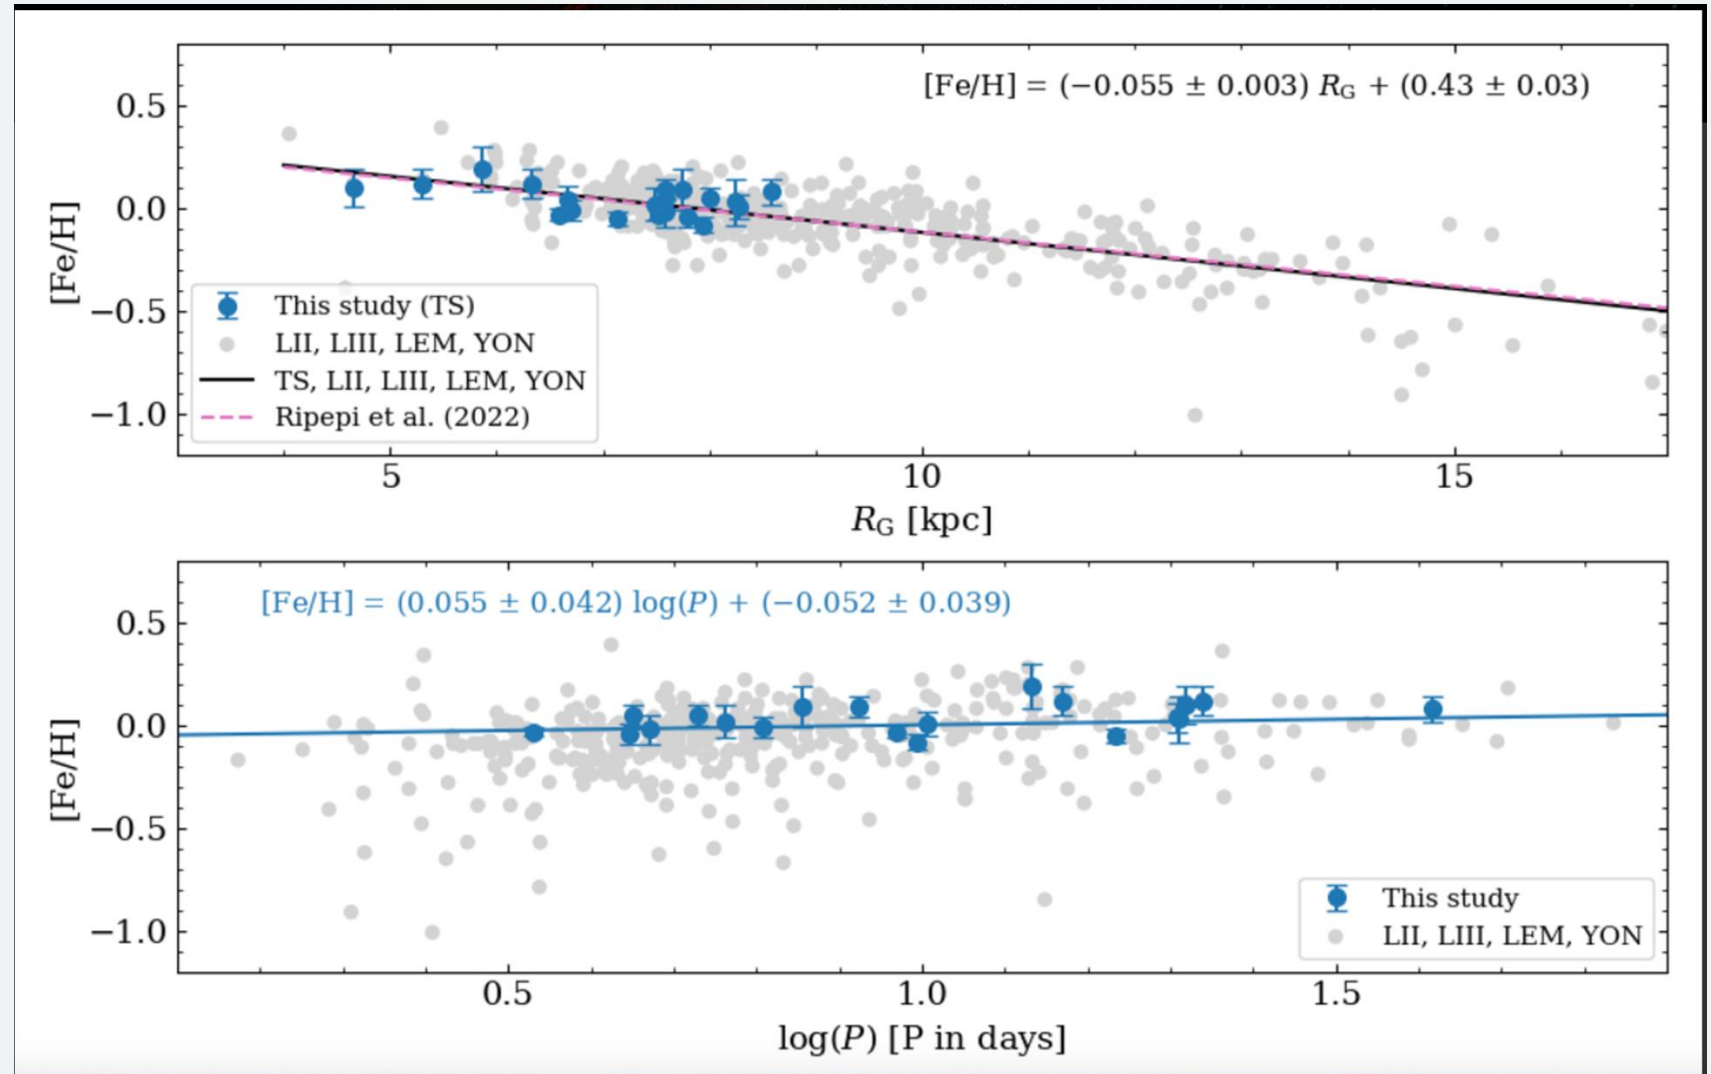 [Fe/H] = (−0.055 ± 0.003) R_G + (0.43 ± 0.03)
0.5
0.0
−0.5
−1.0
[Fe/H]
This study (TS)
LII, LIII, LEM, YON
TS, LII, LIII, LEM, YON
Ripepi et al. (2022)
5 10 15
R_G [kpc]
[Fe/H] = (0.055 ± 0.042) log(P) + (−0.052 ± 0.039)
0.5
0.0
−0.5
−1.0
[Fe/H]
This study
LII, LIII, LEM, YON
0.5 1.0 1.5
log(P) [P in days]